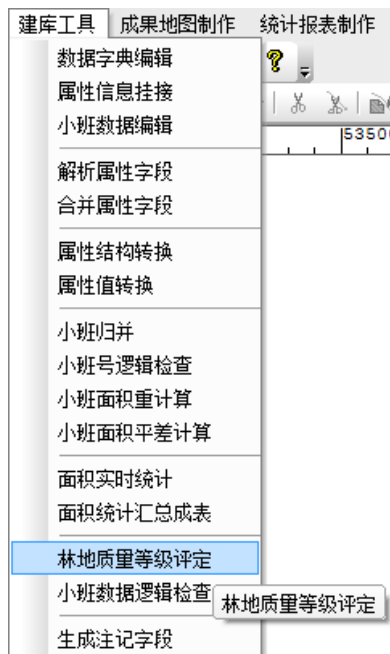 建库工具 成果地图制作 统计报表制作
数据字典编辑
属性信息挂接
小班数据编辑
5350
解析属性字段
合并属性字段
属性结构转换
属性值转换
小班归并
小班号逻辑检查
小班面积重计算
小班面积平差计算
面积实时统计
面积统计汇总成表
林地质量等级评定
小班数据逻辑检查
林地质量等级评定
生成注记字段